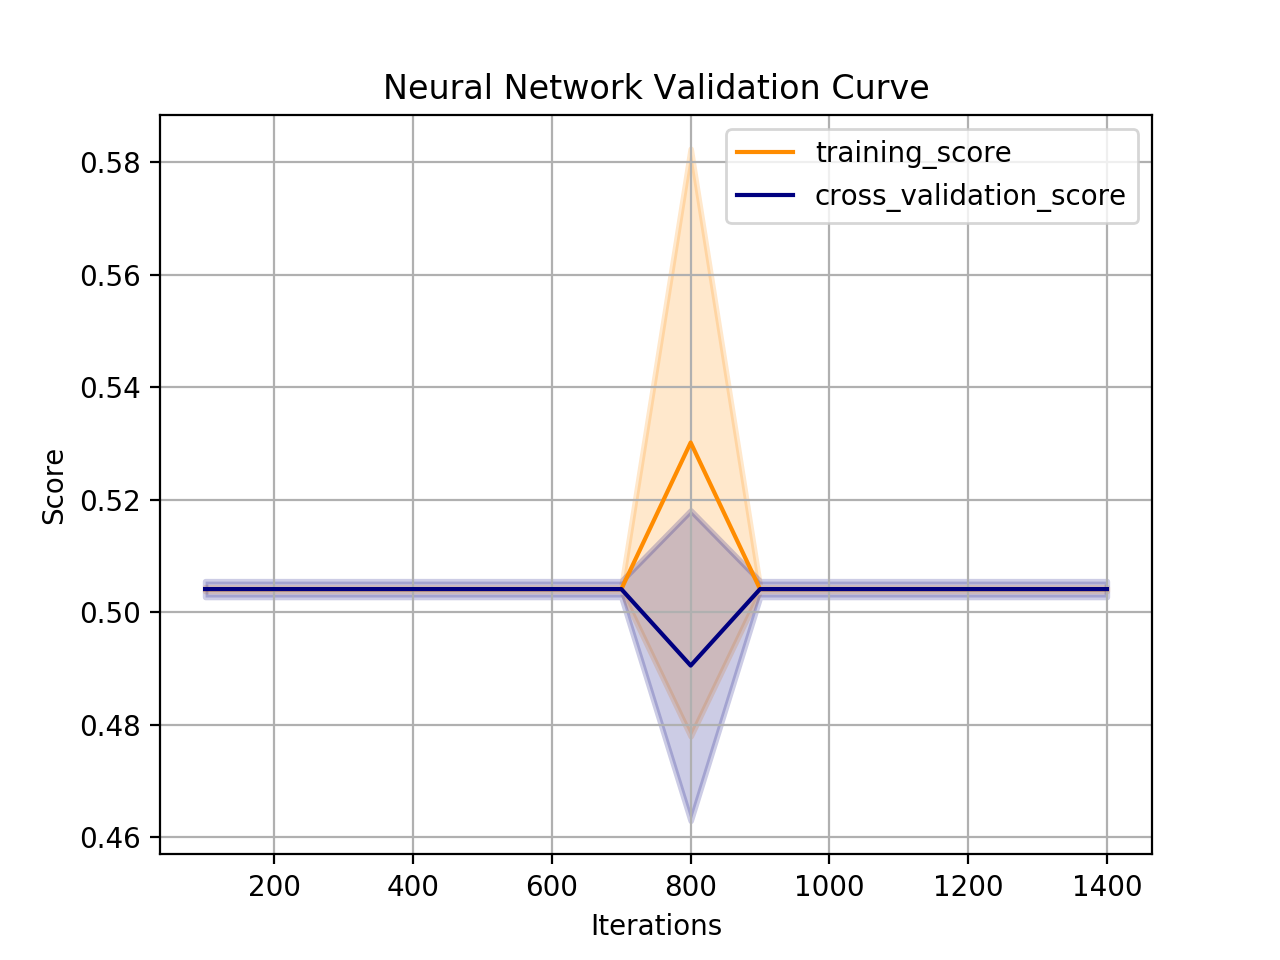 Neural Network Validation Curve
training_score
cross_validation_score
0.58
0.56
0.54
0.52
0.50
0.48
0.46
Score
200 400 600 800 1000 1200 1400
Iterations